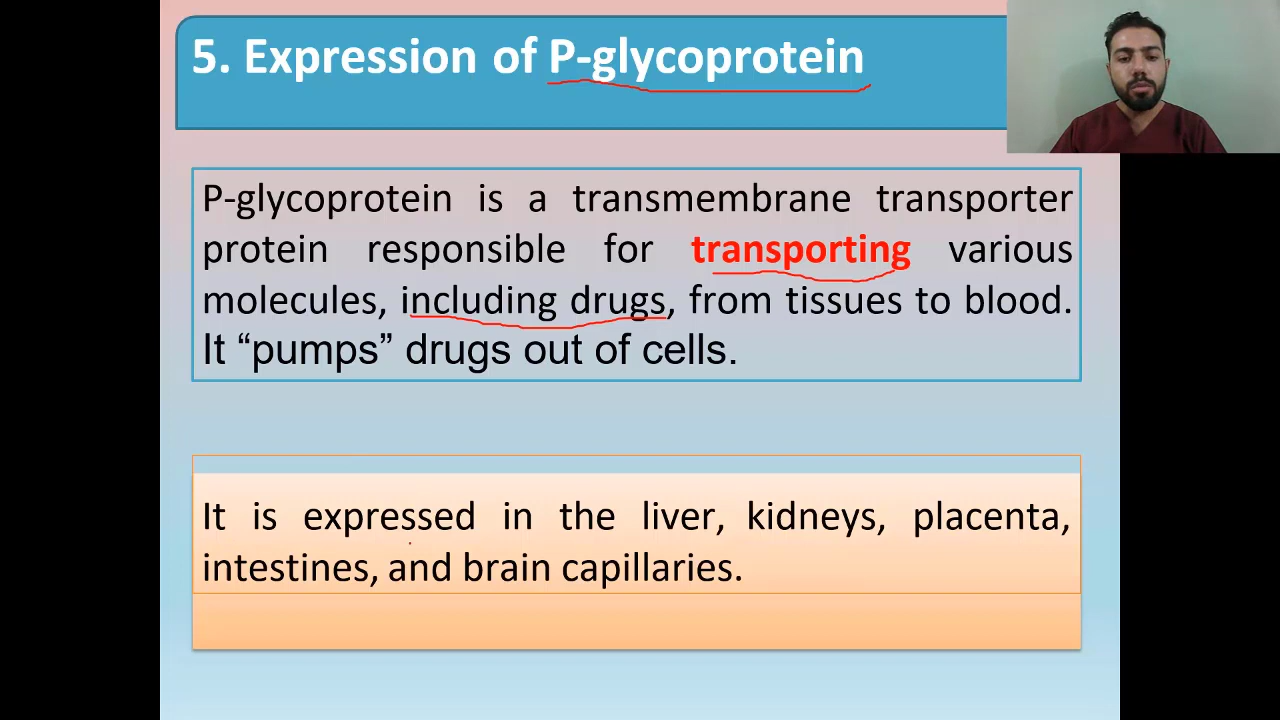 5. Expression of P-glycoprotein
P-glycoprotein is a transmembrane transporter
protein responsible for transporting various
molecules, including drugs, from tissues to blood.
It “pumps” drugs out of cells.
It is expressed in the liver, kidneys, placenta,
intestines, and brain capillaries.